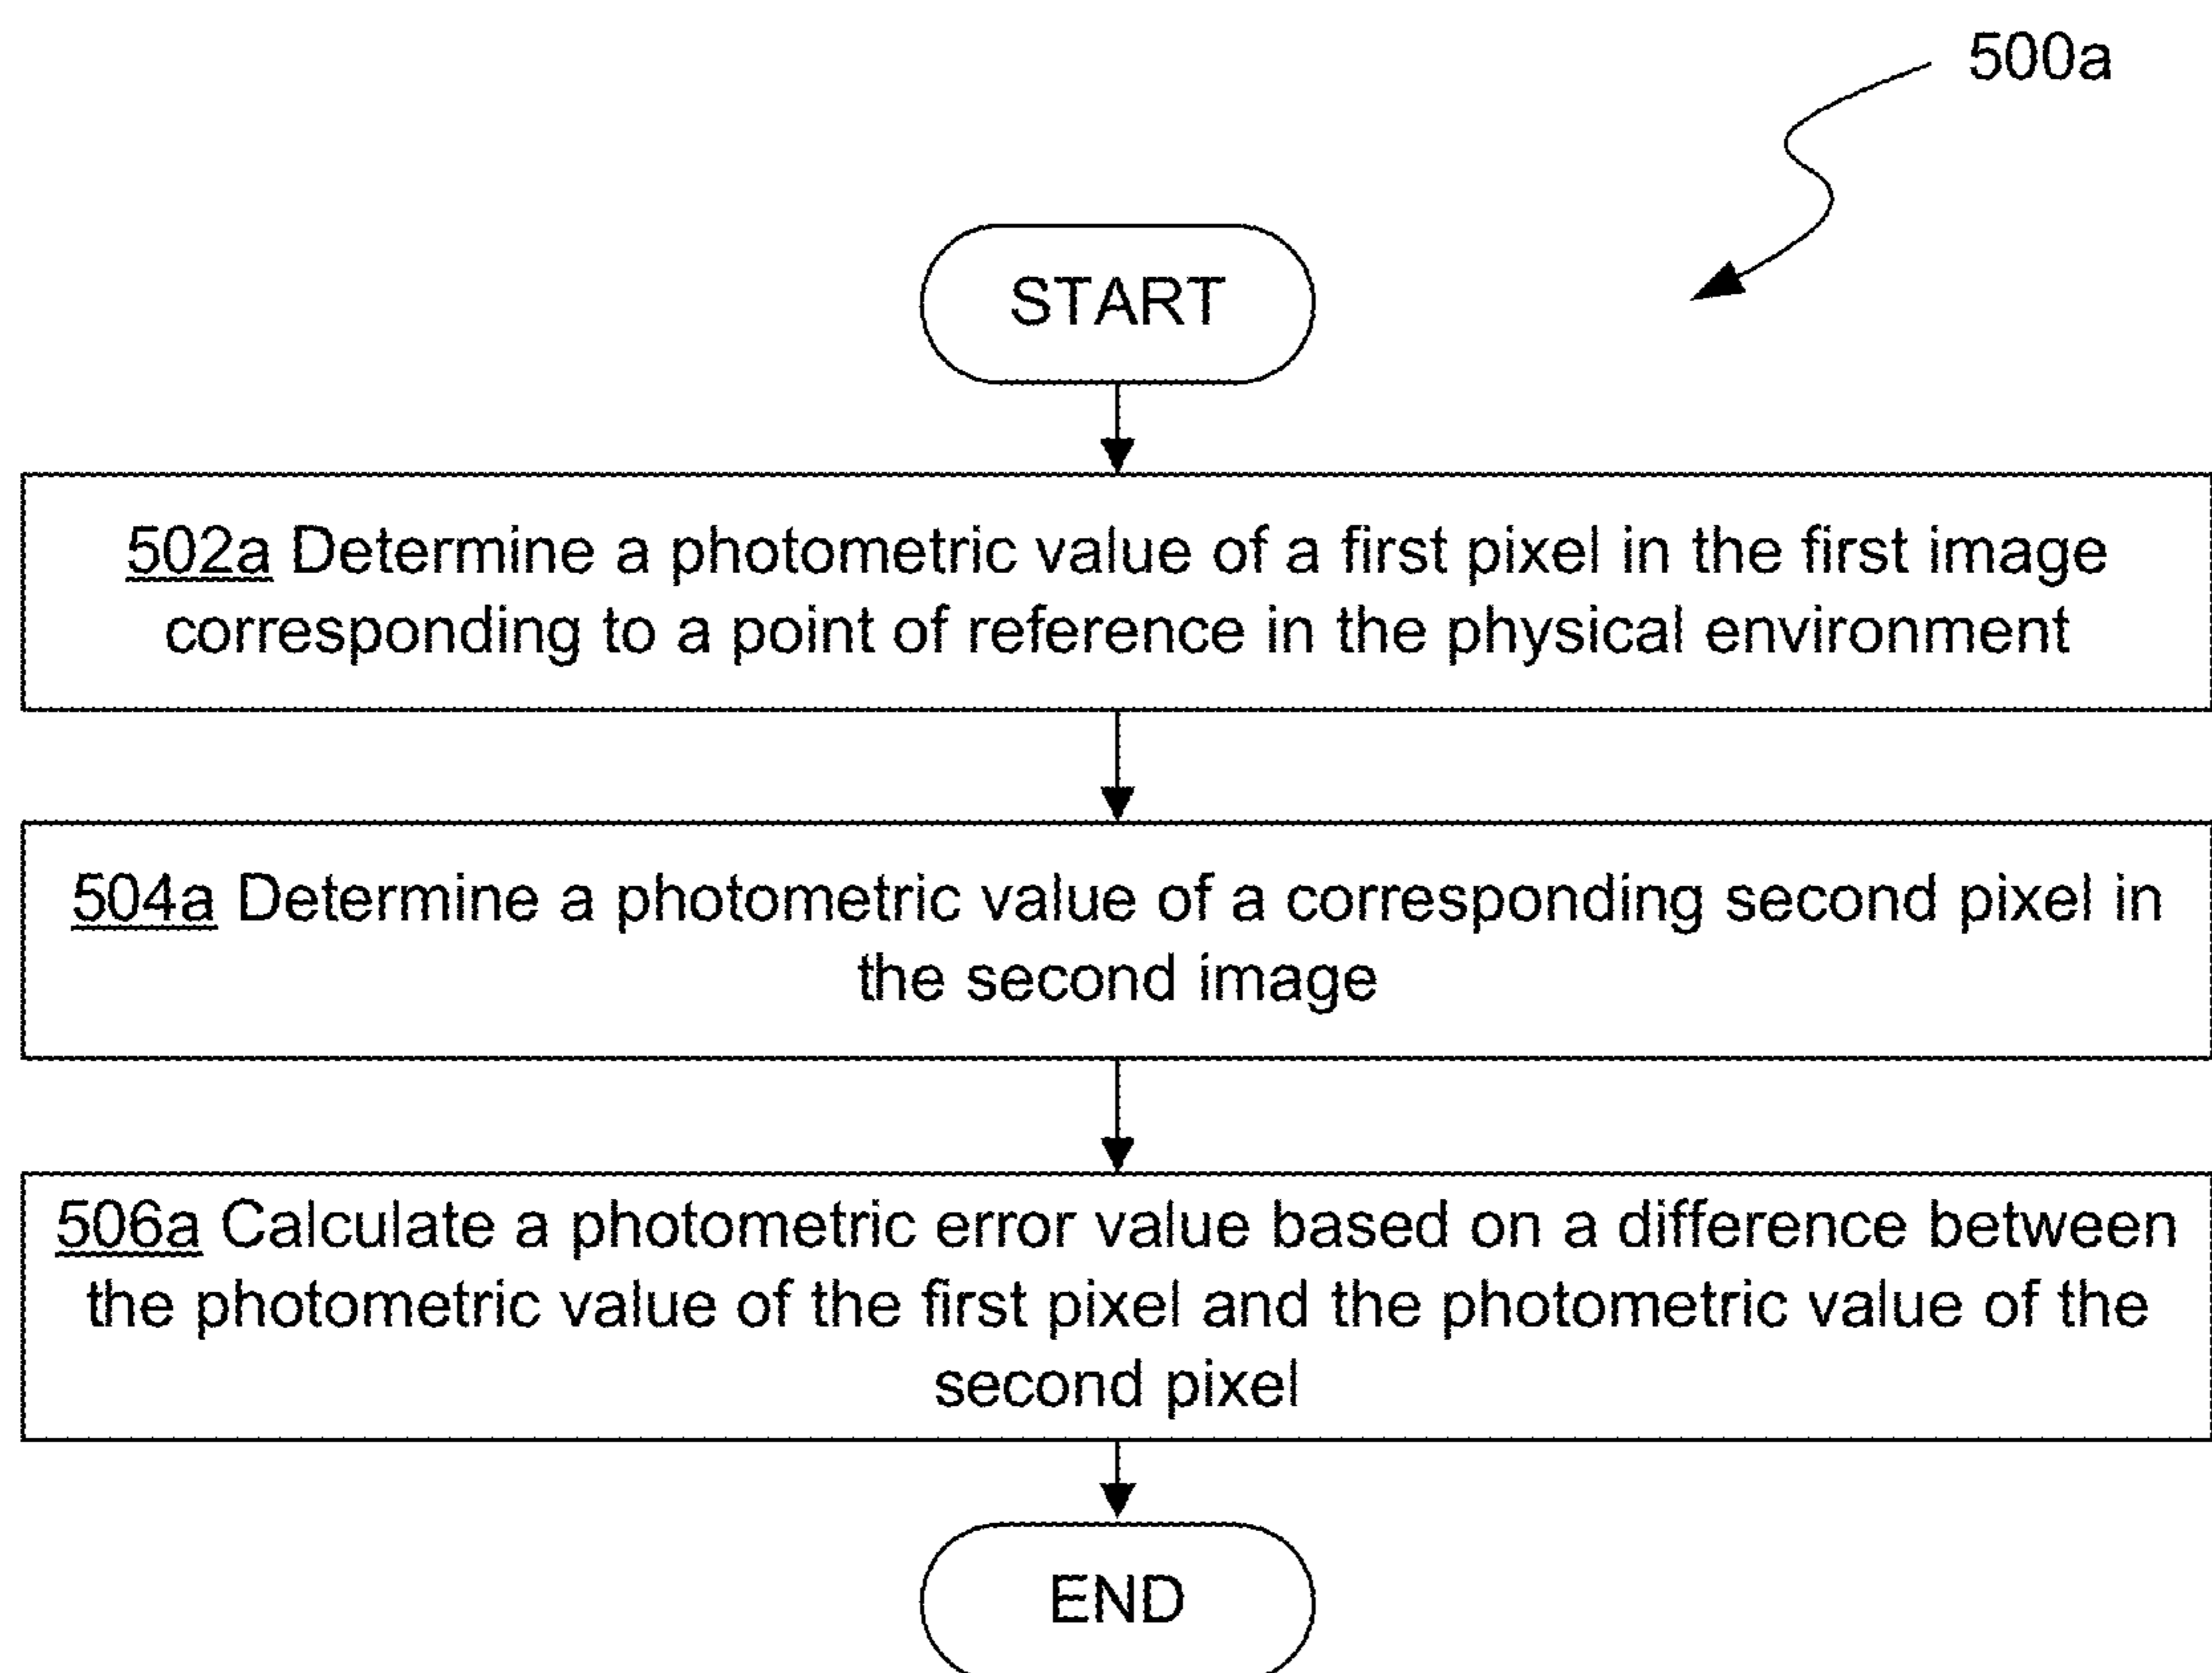 500a
START
502a Determine a photometric value of a first pixel in the first image
corresponding to a point of reference in the physical environment
504a Determine a photometric value of a corresponding second pixel in
the second image
506a Calculate a photometric error value based on a difference between
the photometric value of the first pixel and the photometric value of the
second pixel
END